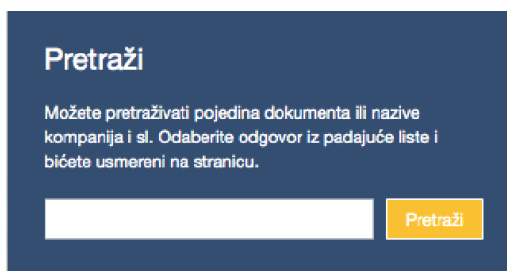 Pretraži
Možete pretraživati pojedina dokumenta ili nazive
kompanija i sl. Odaberite odgovor iz padajuće liste i
bićete usmereni na stranicu.
Pretraži